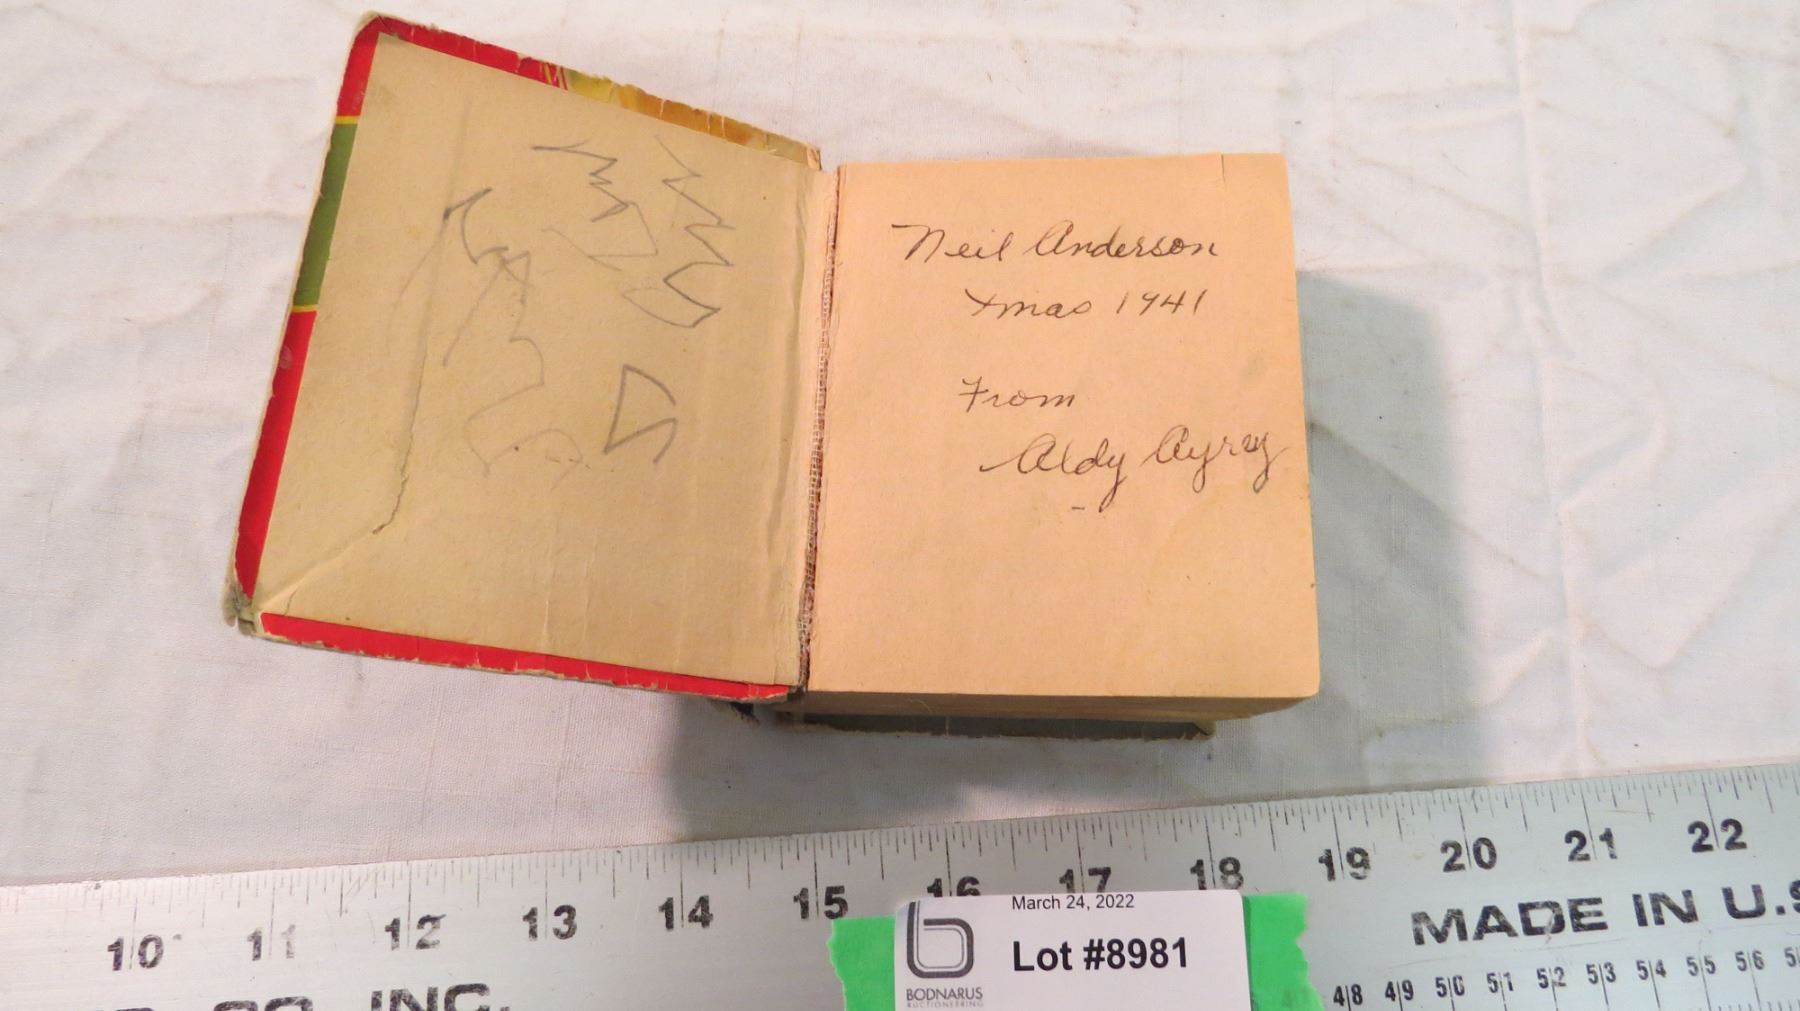 Neil Anderson
Xmas 1941
From
Aldy Ayrey
10 11 12 13 14 15 16 17 18 19 20 21 22
MADE IN U.S
CO. INC.
48 49 50 51 52 53 54 55 56
March 24, 2022
Lot #8981
BODNARUS
AUCTIONEERING